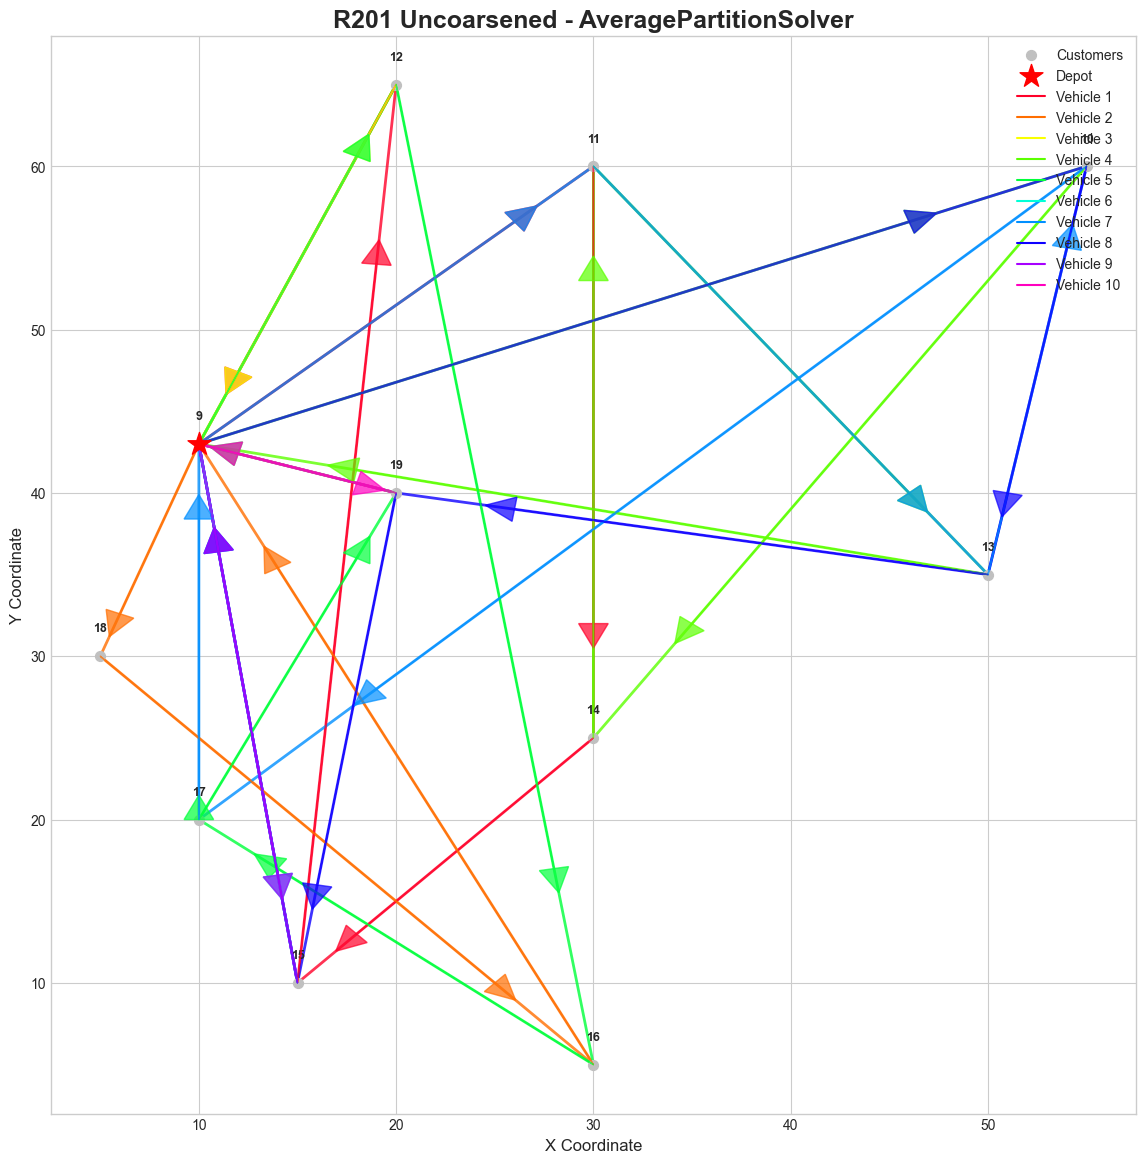 R201 Uncoarsened - AveragePartitionSolver
12
11
10
9
19
13
18
14
17
15
16
Customers
Depot
Vehicle 1
Vehicle 2
Vehicle 3
Vehicle 4
Vehicle 5
Vehicle 6
Vehicle 7
Vehicle 8
Vehicle 9
Vehicle 10
60
50
40
30
20
10
Y Coordinate
10
20
30
40
50
X Coordinate